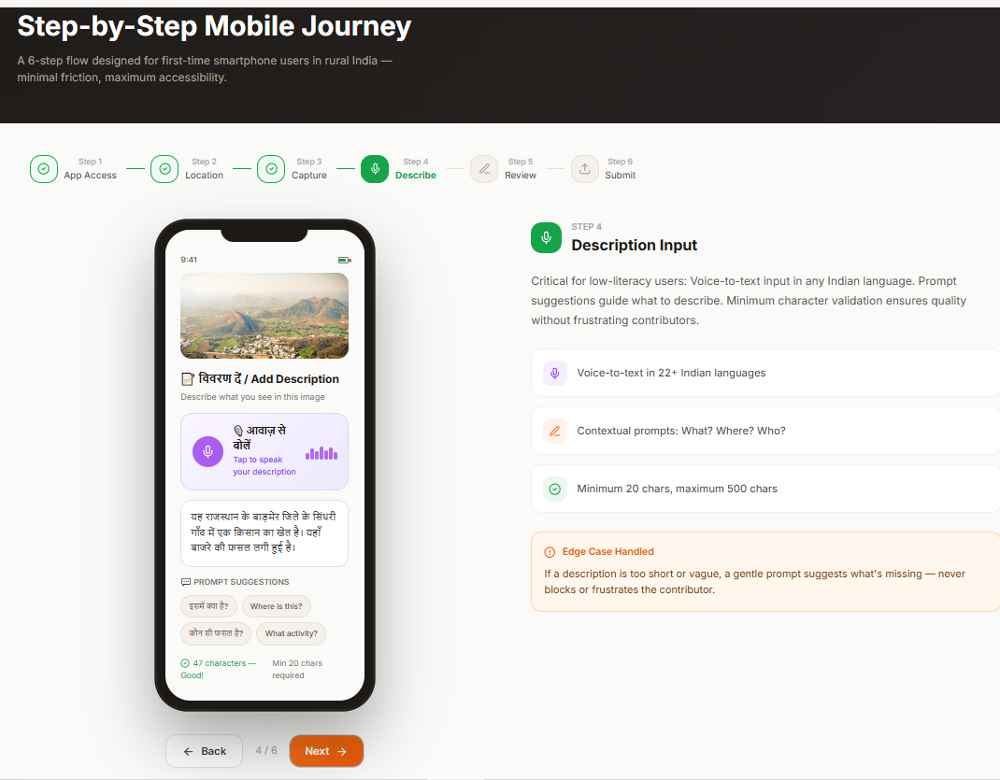 Step-by-Step Mobile Journey
A 6-step flow designed for first-time smartphone users in rural India —
minimal friction, maximum accessibility.
Step 1
App Access
Step 2
Location
Step 3
Capture
Step 4
Describe
Step 5
Review
Step 6
Submit
9:41
विवरण दें / Add Description
Describe what you see in this image
आवाज़ से
बोलें
Tap to speak
your description
यह राजस्थान के बाड़मेर जिले के सिंधरी
गाँव में एक किसान का खेत है। यहाँ
बाजरे की फसल लगी हुई है।
PROMPT SUGGESTIONS
इसमें क्या है?
Where is this?
कौन सी फसल है?
What activity?
47 characters —
Good!
Min 20 chars
required
Back
4 / 6
Next
STEP 4
Description Input
Critical for low-literacy users: Voice-to-text input in any Indian language. Prompt
suggestions guide what to describe. Minimum character validation ensures quality
without frustrating contributors.
Voice-to-text in 22+ Indian languages
Contextual prompts: What? Where? Who?
Minimum 20 chars, maximum 500 chars
Edge Case Handled
If a description is too short or vague, a gentle prompt suggests what's missing — never
blocks or frustrates the contributor.